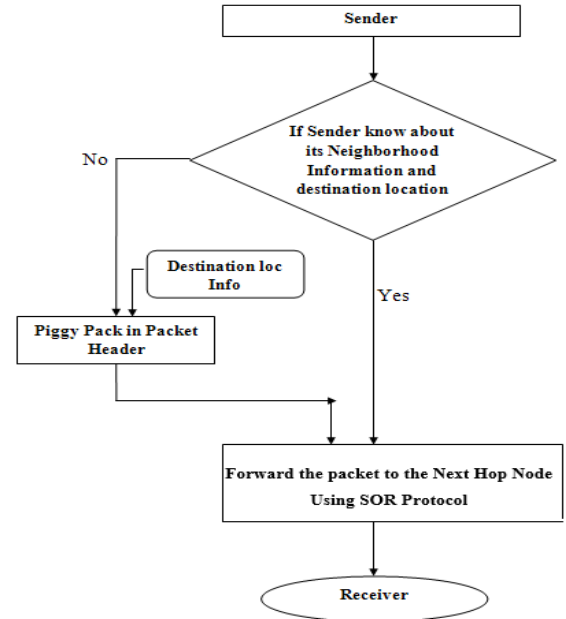 Sender
If Sender know about
its Neighborhood
Information and
destination location
No
Destination loc
Info
Yes
Piggy Pack in Packet
Header
Forward the packet to the Next Hop Node
Using SOR Protocol
Receiver